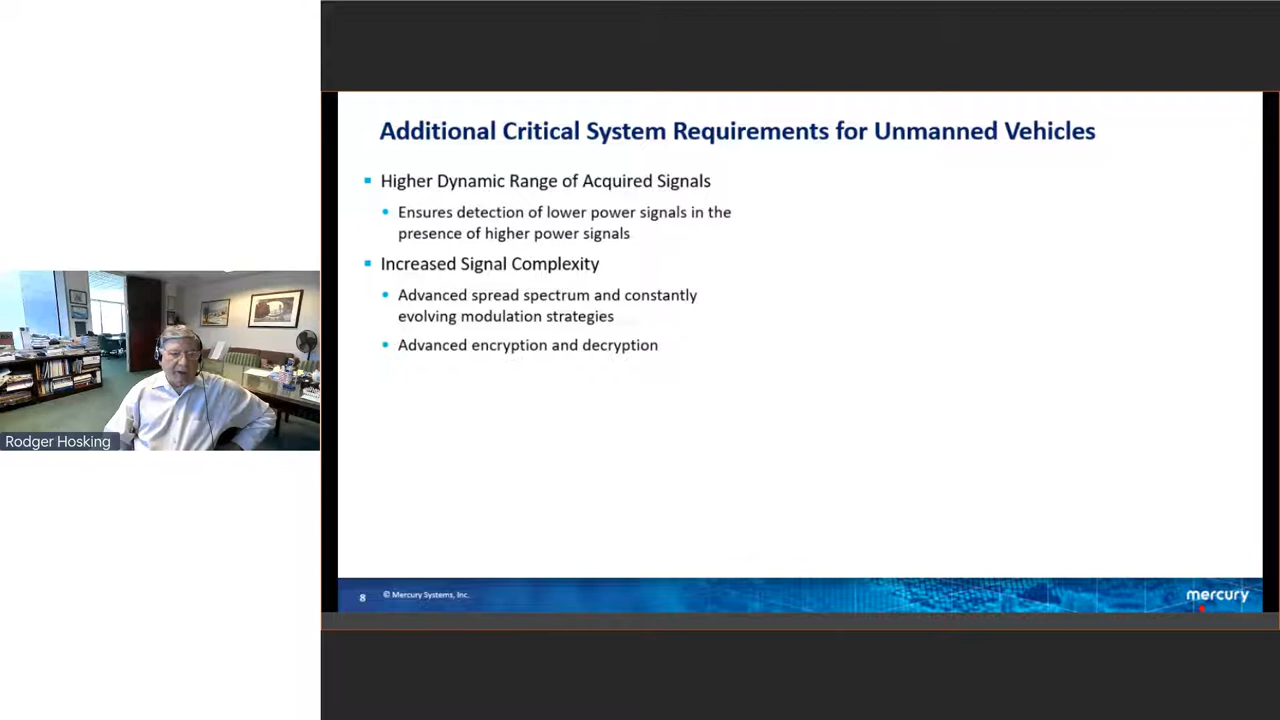 Additional Critical System Requirements for Unmanned Vehicles
Higher Dynamic Range of Acquired Signals
Ensures detection of lower power signals in the
presence of higher power signals
Increased Signal Complexity
Advanced spread spectrum and constantly
evolving modulation strategies
Advanced encryption and decryption
Rodger Hosking
8
© Mercury Systems, Inc.
mercury